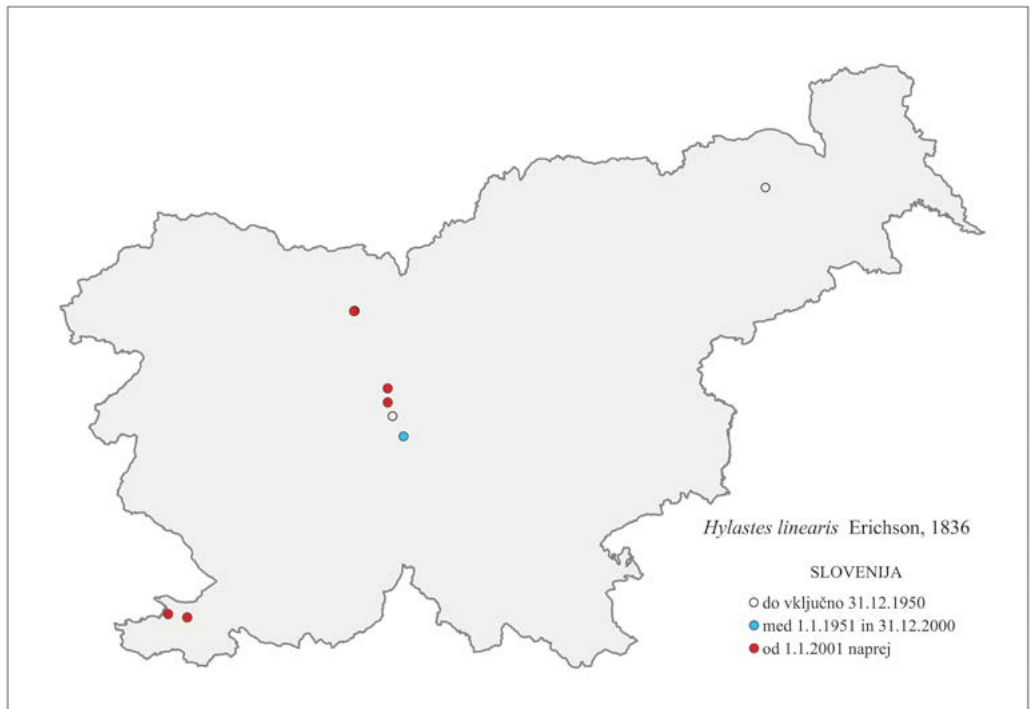 Hylastes linearis Erichson, 1836
SLOVENIJA
do vključno 31.12.1950
med 1.1.1951 in 31.12.2000
od 1.1.2001 naprej